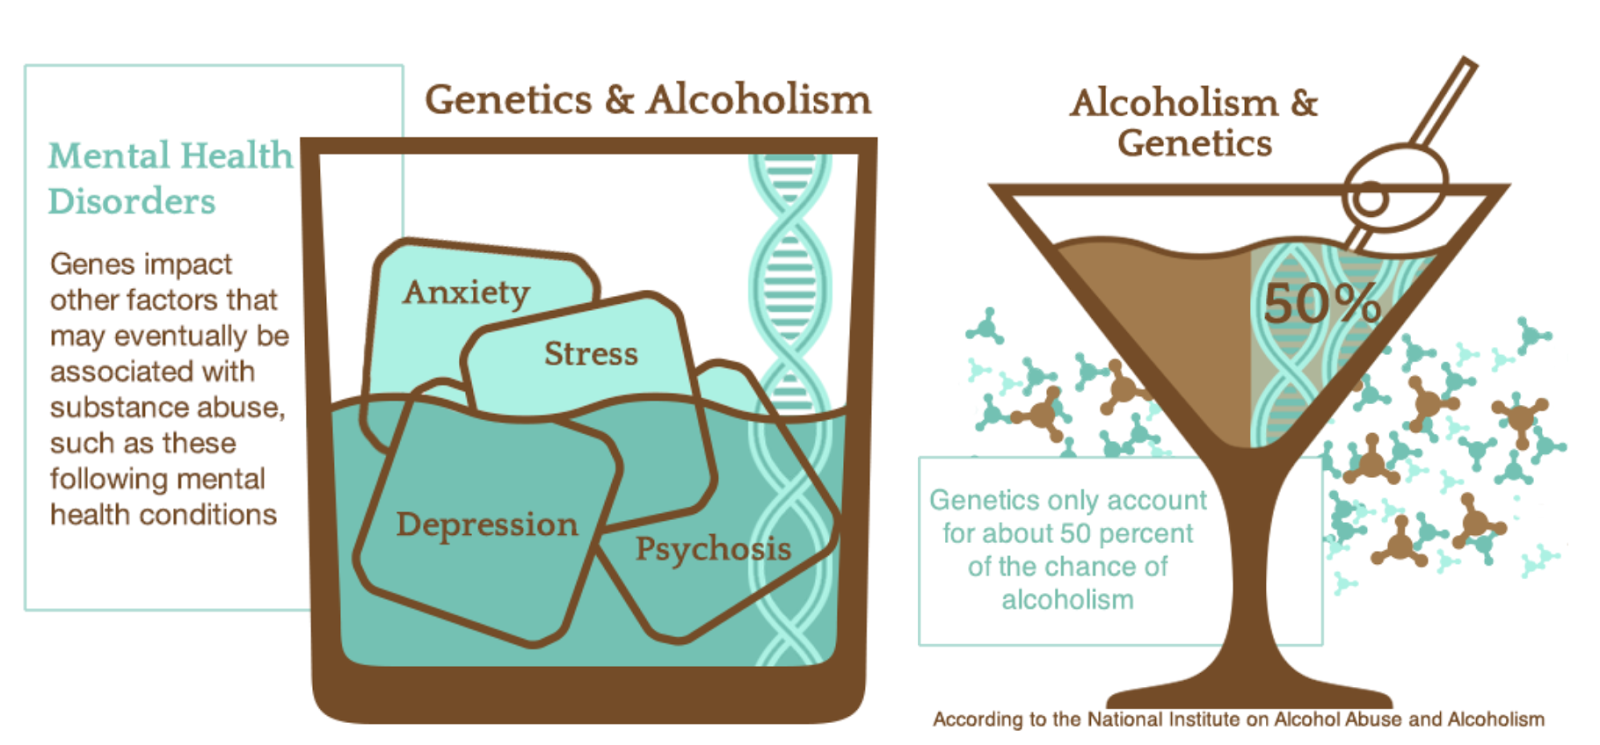 Genetics & Alcoholism
Mental Health
Disorders
Genes impact
other factors that
may eventually be
associated with
substance abuse,
such as these
following mental
health conditions
Anxiety
Stress
Depression
Psychosis
Alcoholism &
Genetics
50%
Genetics only account
for about 50 percent
of the chance of
alcoholism
According to the National Institute on Alcohol Abuse and Alcoholism